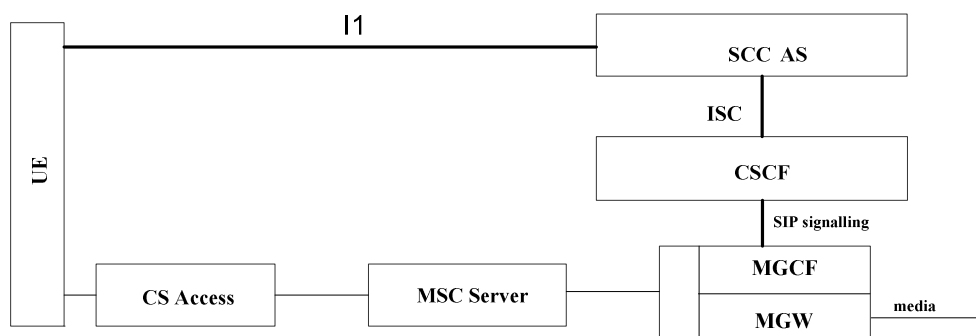 I1
SCC AS
ISC
UE
CSCF
SIP signalling
CS Access
MSC Server
MGCF
MGW
media